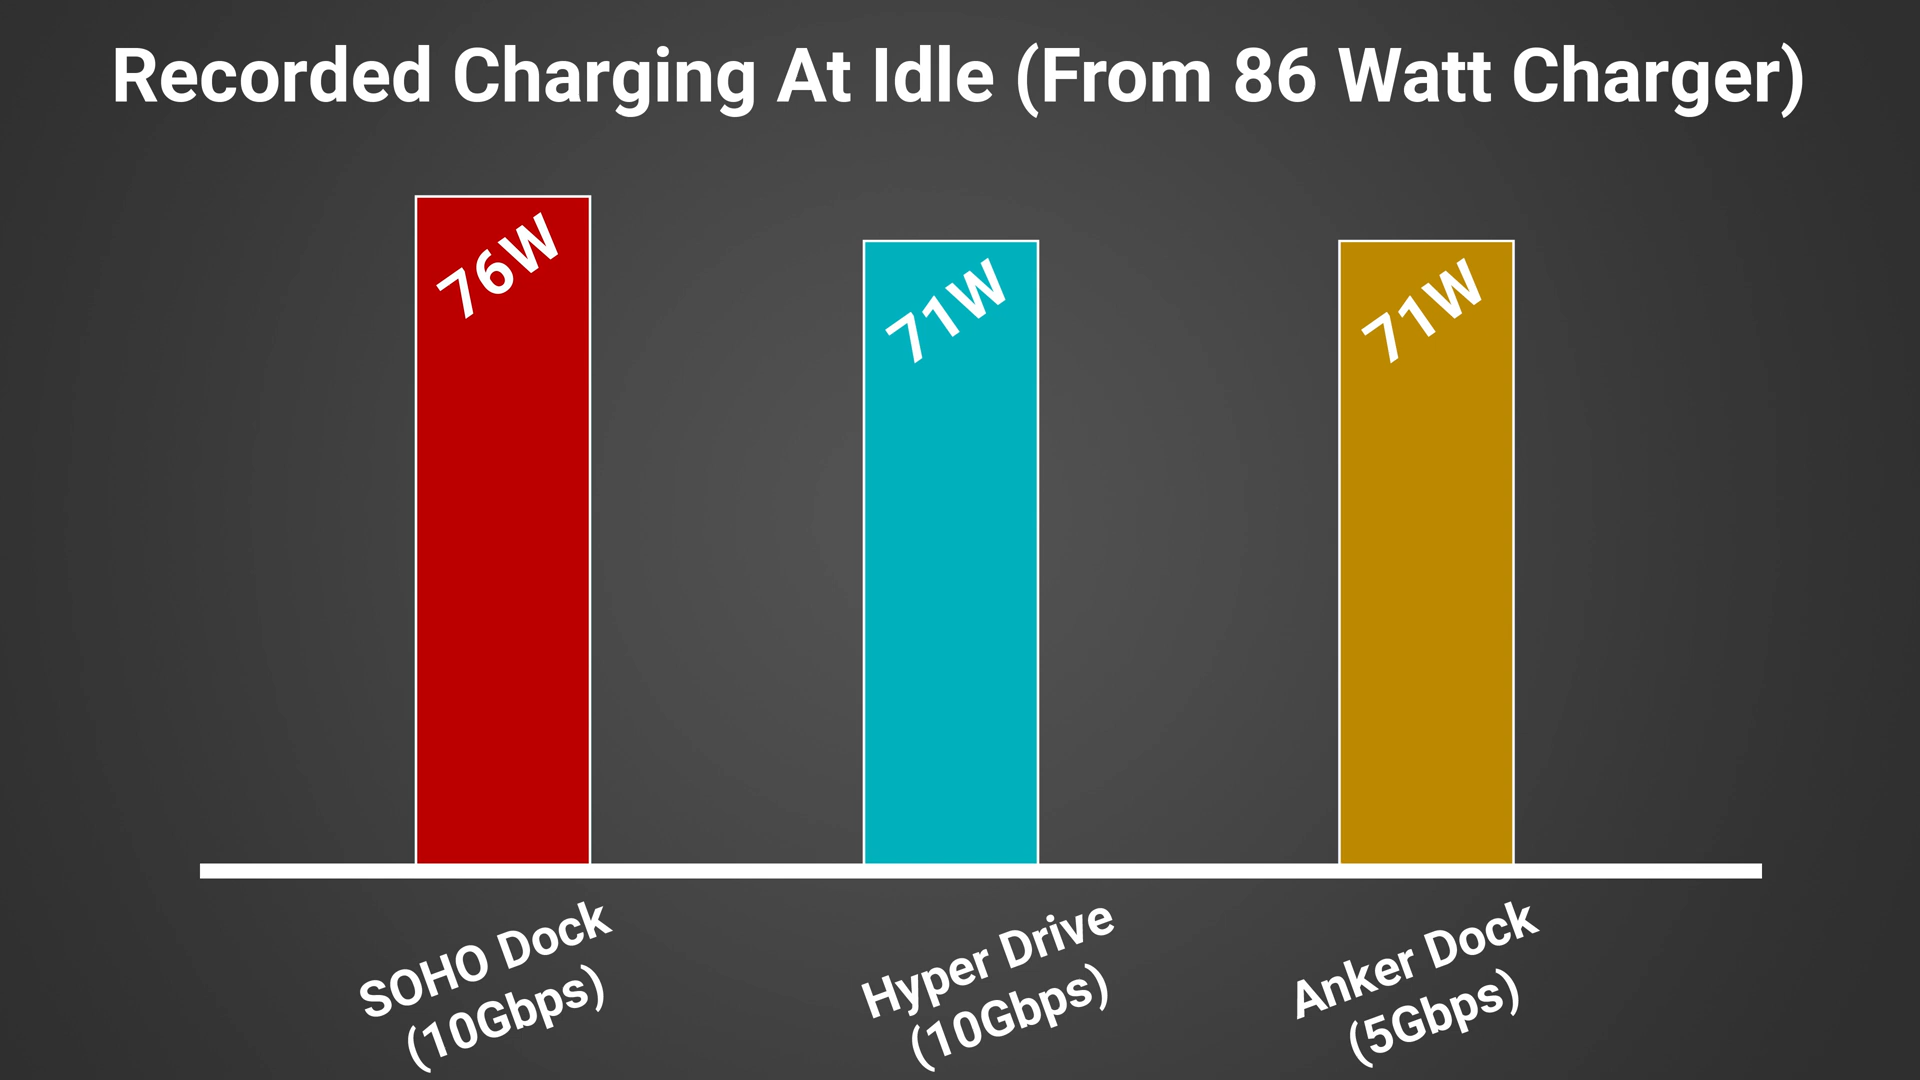 Recorded Charging At Idle (From 86 Watt Charger)
76W
71W
71W
SOHO Dock
(10Gbps)
Hyper Drive
(10Gbps)
Anker Dock
(5Gbps)